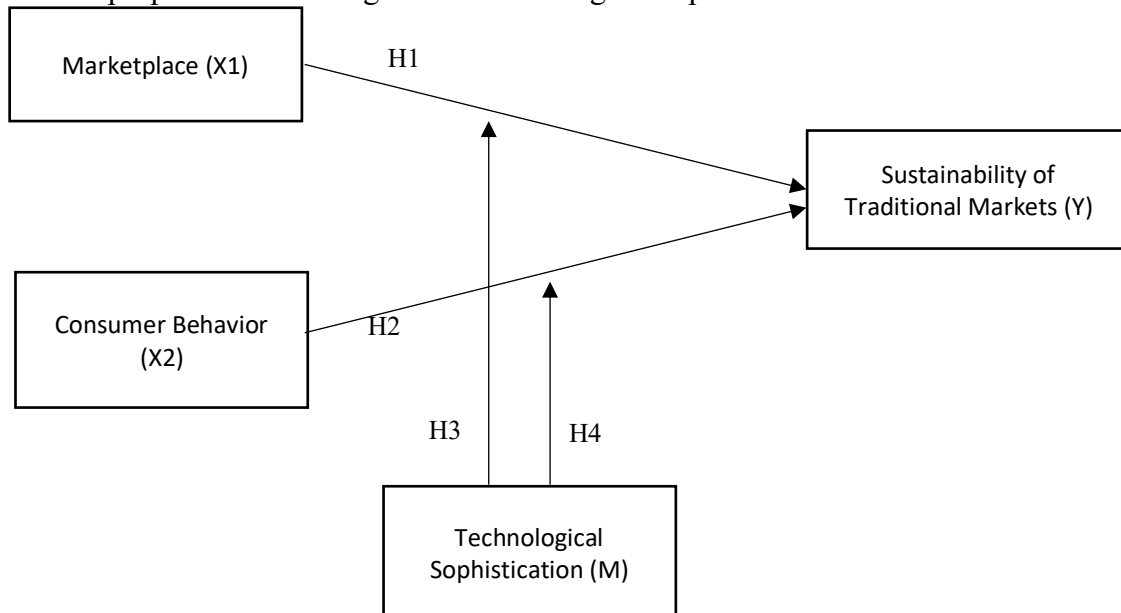 Marketplace (X1)
H1
Sustainability of
Traditional Markets (Y)
Consumer Behavior
(X2)
H2
H3
H4
Technological
Sophistication (M)